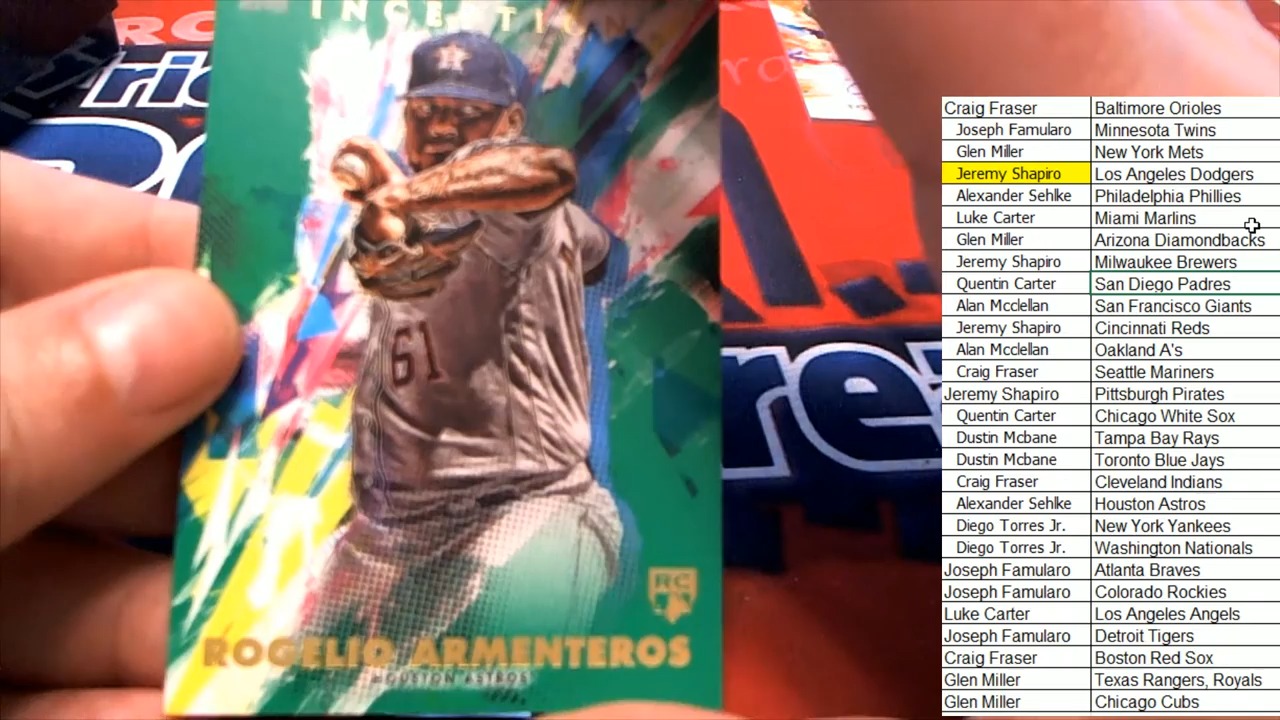 INCEPTION
61
RC
ROGELIO ARMENTEROS
HOUSTON ASTROS
Craig Fraser Baltimore Orioles
Joseph Famularo Minnesota Twins
Glen Miller New York Mets
Jeremy Shapiro Los Angeles Dodgers
Alexander Sehlke Philadelphia Phillies
Luke Carter Miami Marlins
Glen Miller Arizona Diamondbacks
Jeremy Shapiro Milwaukee Brewers
Quentin Carter San Diego Padres
Alan Mcclellan San Francisco Giants
Jeremy Shapiro Cincinnati Reds
Alan Mcclellan Oakland A's
Craig Fraser Seattle Mariners
Jeremy Shapiro Pittsburgh Pirates
Quentin Carter Chicago White Sox
Dustin Mcbane Tampa Bay Rays
Dustin Mcbane Toronto Blue Jays
Craig Fraser Cleveland Indians
Alexander Sehlke Houston Astros
Diego Torres Jr. New York Yankees
Diego Torres Jr. Washington Nationals
Joseph Famularo Atlanta Braves
Joseph Famularo Colorado Rockies
Luke Carter Los Angeles Angels
Joseph Famularo Detroit Tigers
Craig Fraser Boston Red Sox
Glen Miller Texas Rangers, Royals
Glen Miller Chicago Cubs